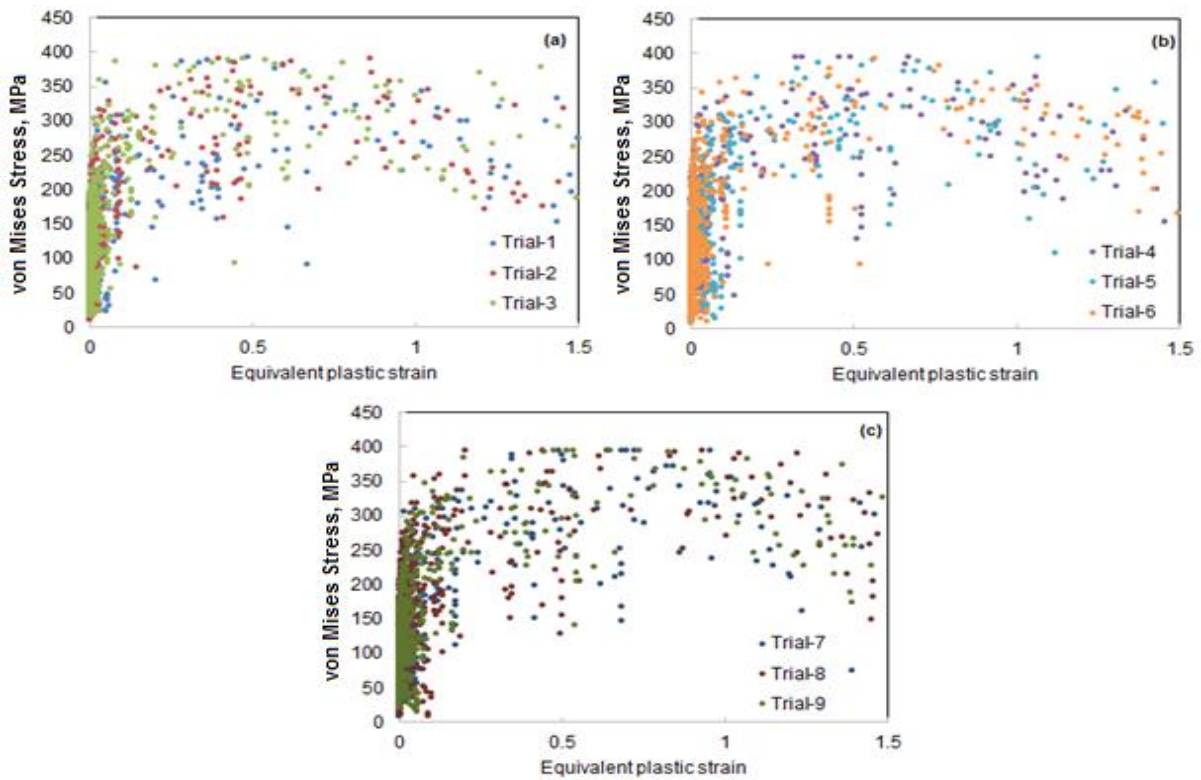 (a)
von Mises Stress, MPa
450
400
350
300
250
200
150
100
50
0
0 0.5 1 1.5
Equivalent plastic strain
Trial-1
Trial-2
Trial-3
(b)
von Mises Stress, MPa
450
400
350
300
250
200
150
100
50
0
0 0.5 1 1.5
Equivalent plastic strain
Trial-4
Trial-5
Trial-6
(c)
von Mises Stress, MPa
450
400
350
300
250
200
150
100
50
0
0 0.5 1 1.5
Equivalent plastic strain
Trial-7
Trial-8
Trial-9